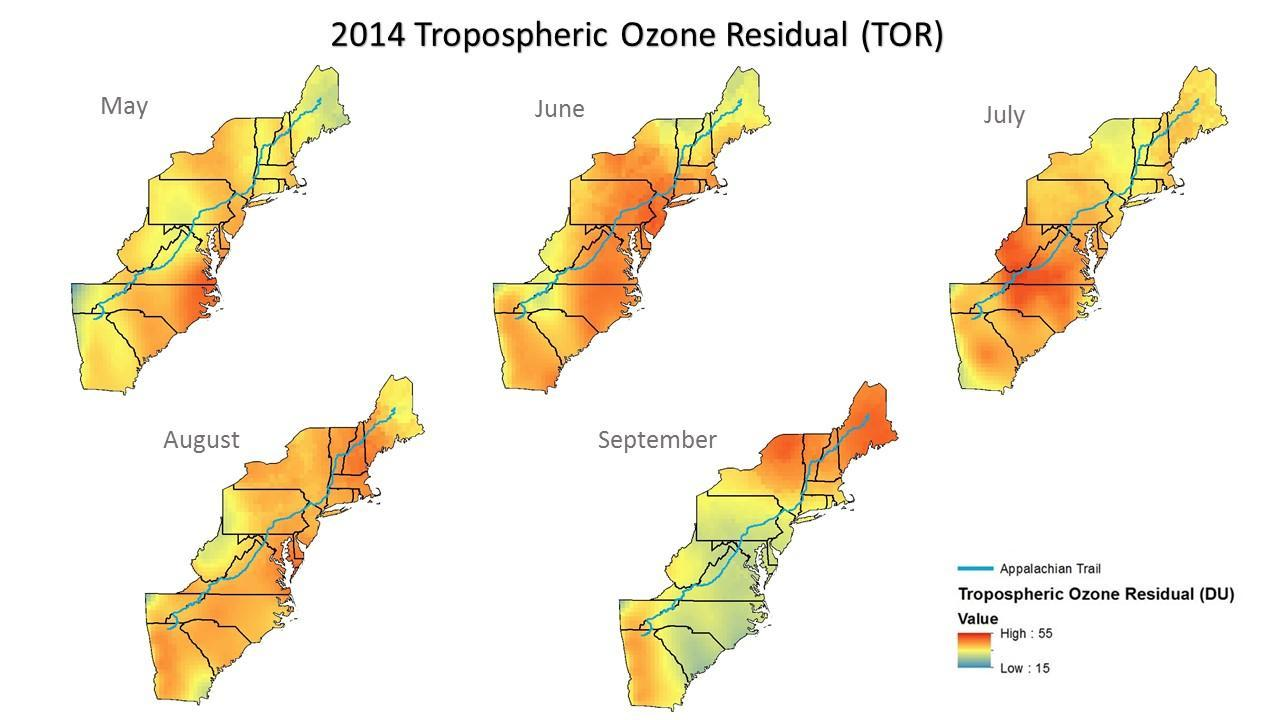 2014 Tropospheric Ozone Residual (TOR)
May
June
July
August
September
Appalachian Trail
Tropospheric Ozone Residual (DU)
Value
High : 55
Low : 15